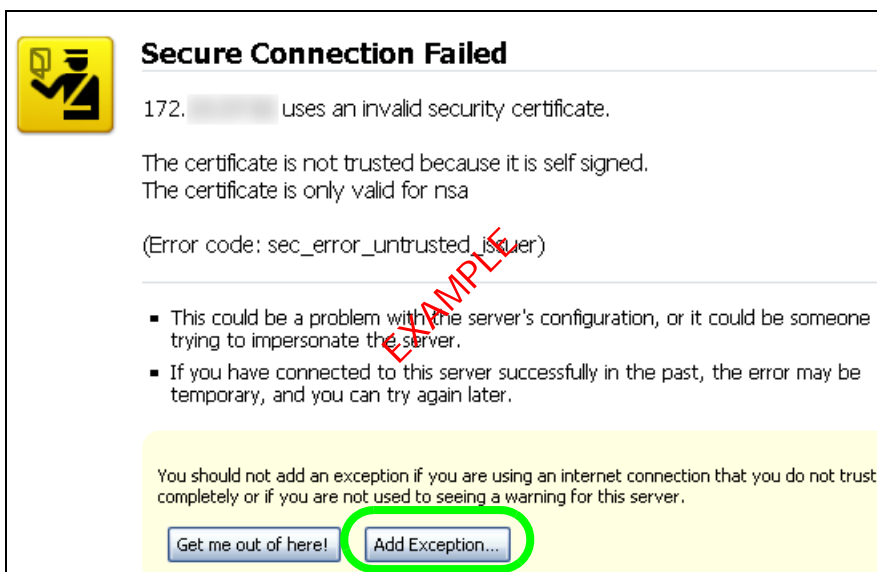 Secure Connection Failed
172. uses an invalid security certificate.
The certificate is not trusted because it is self signed.
The certificate is only valid for nsa
(Error code: sec_error_untrusted_issuer)
EXAMPLE
▪ This could be a problem with the server's configuration, or it could be someone
trying to impersonate the server.
▪ If you have connected to this server successfully in the past, the error may be
temporary, and you can try again later.
You should not add an exception if you are using an internet connection that you do not trust
completely or if you are not used to seeing a warning for this server.
Get me out of here! Add Exception...